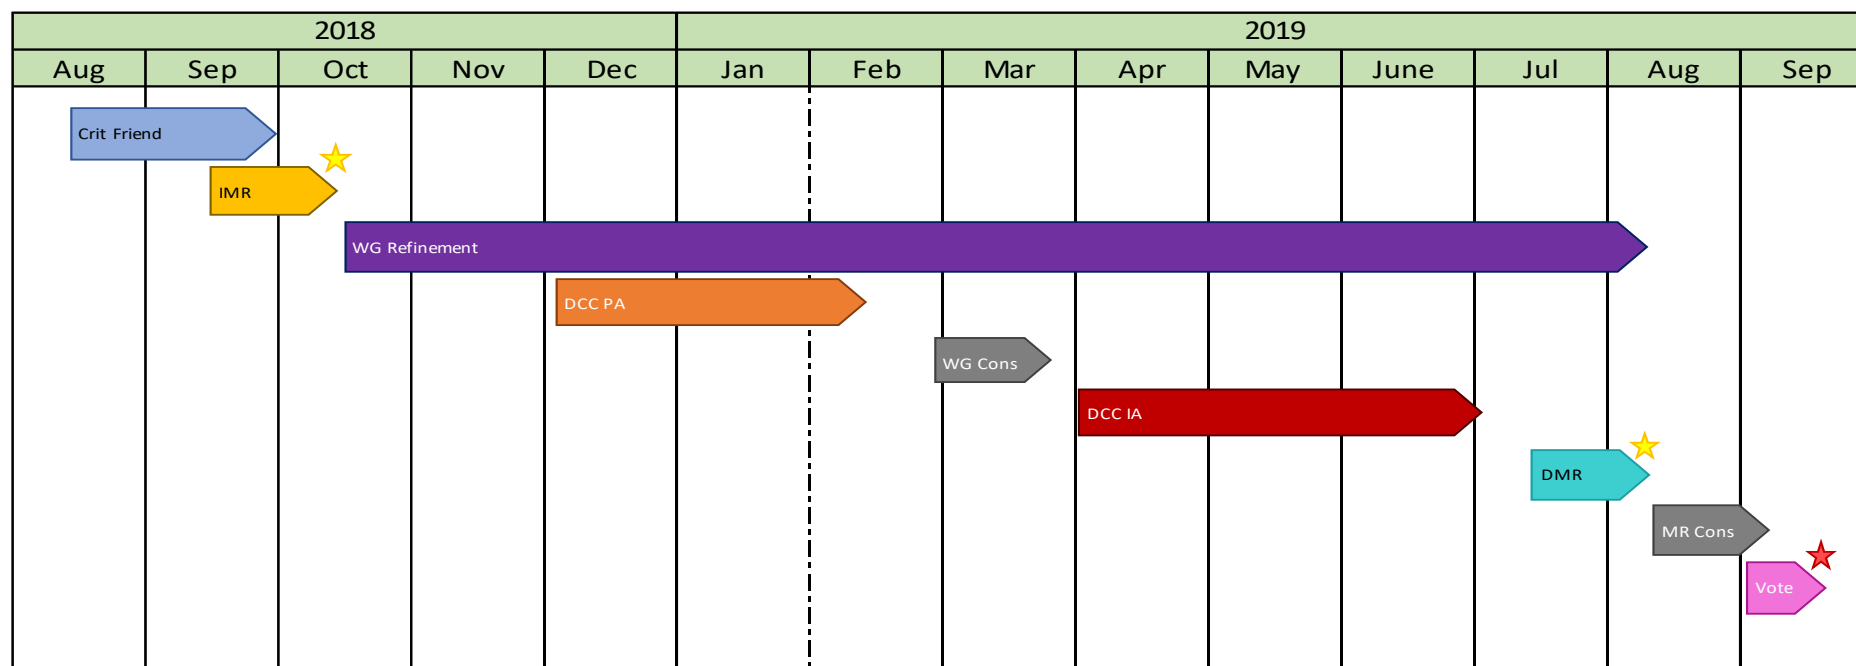 2018 2019
Aug Sep Oct Nov Dec Jan Feb Mar Apr May June Jul Aug Sep
Crit Friend
IMR
WG Refinement
DCC PA
WG Cons
DCC IA
DMR
MR Cons
Vote